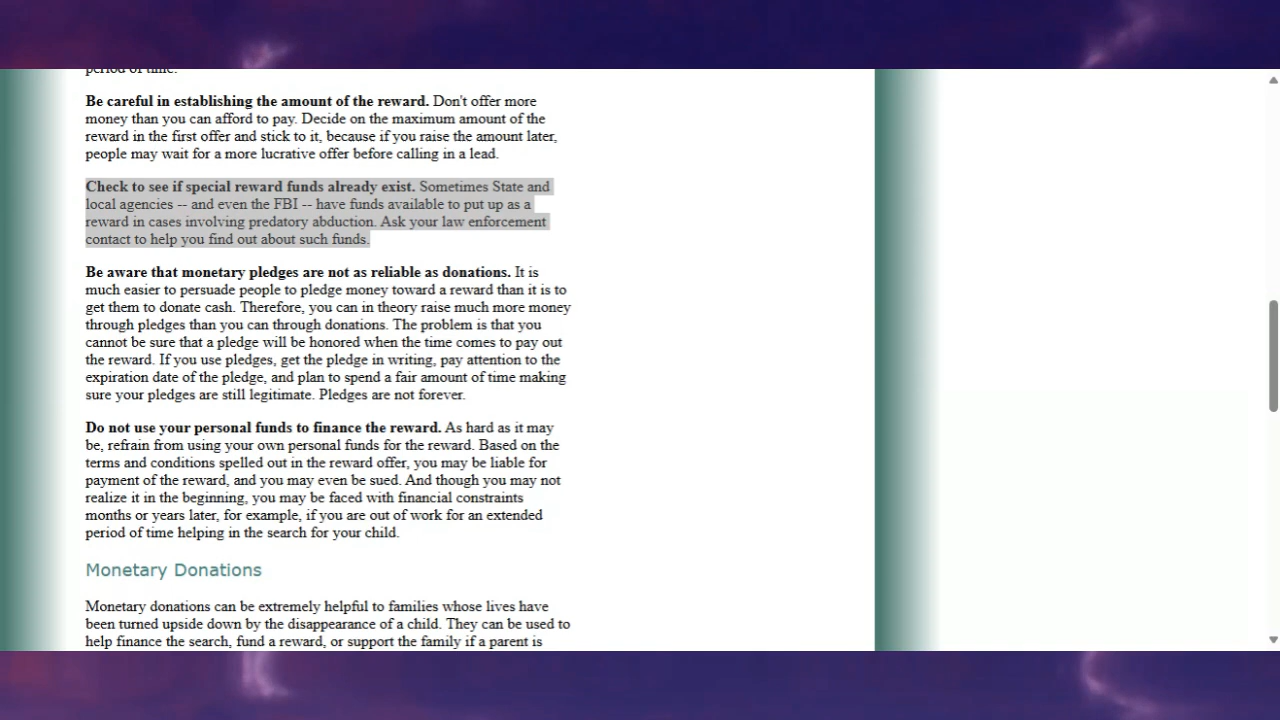 period of time.
Be careful in establishing the amount of the reward. Don't offer more
money than you can afford to pay. Decide on the maximum amount of the
reward in the first offer and stick to it, because if you raise the amount later,
people may wait for a more lucrative offer before calling in a lead.
Check to see if special reward funds already exist. Sometimes State and
local agencies -- and even the FBI -- have funds available to put up as a
reward in cases involving predatory abduction. Ask your law enforcement
contact to help you find out about such funds.
Be aware that monetary pledges are not as reliable as donations. It is
much easier to persuade people to pledge money toward a reward than it is to
get them to donate cash. Therefore, you can in theory raise much more money
through pledges than you can through donations. The problem is that you
cannot be sure that a pledge will be honored when the time comes to pay out
the reward. If you use pledges, get the pledge in writing, pay attention to the
expiration date of the pledge, and plan to spend a fair amount of time making
sure your pledges are still legitimate. Pledges are not forever.
Do not use your personal funds to finance the reward. As hard as it may
be, refrain from using your own personal funds for the reward. Based on the
terms and conditions spelled out in the reward offer, you may be liable for
payment of the reward, and you may even be sued. And though you may not
realize it in the beginning, you may be faced with financial constraints
months or years later, for example, if you are out of work for an extended
period of time helping in the search for your child.
Monetary Donations
Monetary donations can be extremely helpful to families whose lives have
been turned upside down by the disappearance of a child. They can be used to
help finance the search, fund a reward, or support the family if a parent is